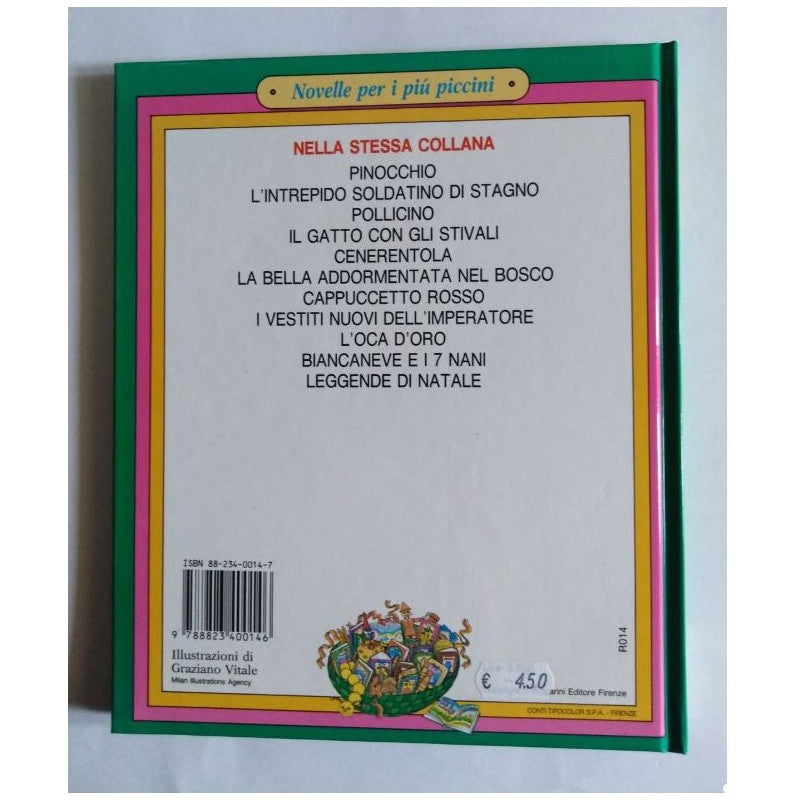 Novelle per i piú piccini
NELLA STESSA COLLANA
PINOCCHIO
L'INTREPIDO SOLDATINO DI STAGNO
POLLICINO
IL GATTO CON GLI STIVALI
CENERENTOLA
LA BELLA ADDORMENTATA NEL BOSCO
CAPPUCCETTO ROSSO
I VESTITI NUOVI DELL'IMPERATORE
L'OCA D'ORO
BIANCANEVE E I 7 NANI
LEGGENDE DI NATALE
ISBN 88-234-0014-7
9 788823 400146
Illustrazioni di
Graziano Vitale
Milan Illustrations Agency
€ 4.50
Editore Firenze
CONTI TIPOCOLOR S.P.A. - FIRENZE
R014